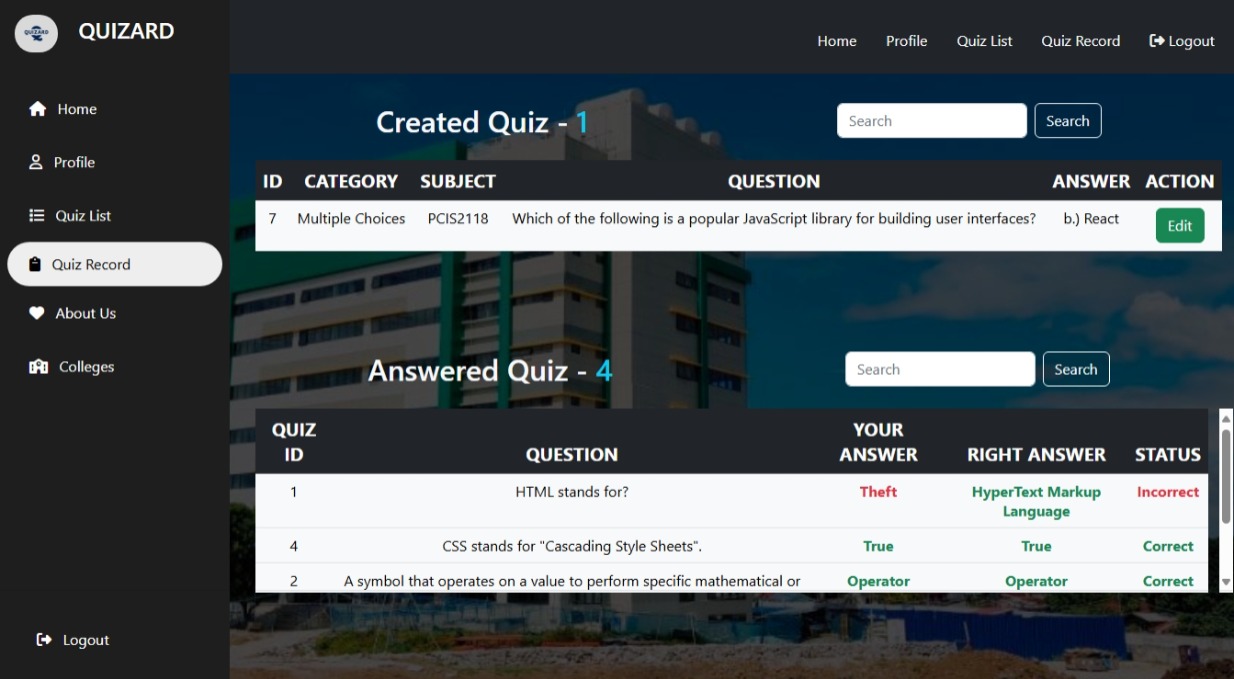 QUIZARD
QUIZARD
Home Profile Quiz List Quiz Record Logout
Home
Profile
Quiz List
Quiz Record
About Us
Colleges
Logout
Created Quiz - 1
Search Search
ID CATEGORY SUBJECT QUESTION ANSWER ACTION
7 Multiple Choices PCIS2118 Which of the following is a popular JavaScript library for building user interfaces? b.) React Edit
Answered Quiz - 4
Search Search
QUIZ ID QUESTION YOUR ANSWER RIGHT ANSWER STATUS
1 HTML stands for? Theft HyperText Markup Language Incorrect
4 CSS stands for "Cascading Style Sheets". True True Correct
2 A symbol that operates on a value to perform specific mathematical or Operator Operator Correct